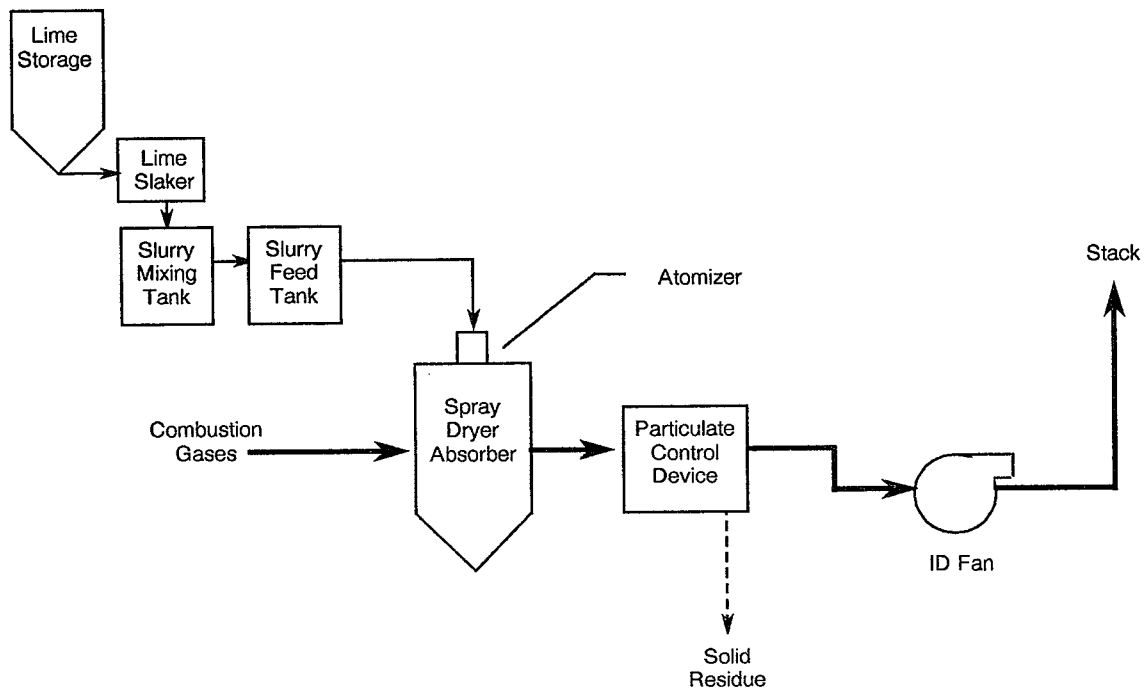 Lime
Storage
Lime
Slaker
Slurry
Mixing
Tank
Slurry
Feed
Tank
Atomizer
Stack
Combustion
Gases
Spray
Dryer
Absorber
Particulate
Control
Device
ID Fan
Solid
Residue